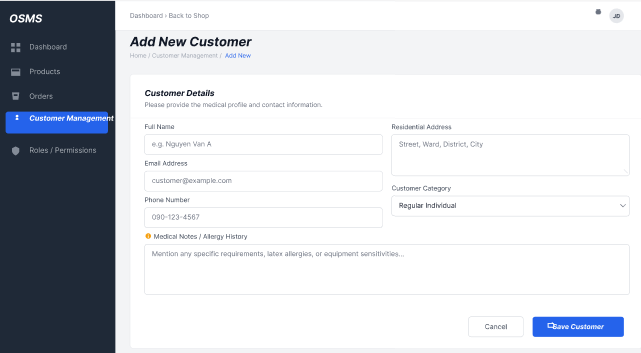 OSMS
Dashboard › Back to Shop
JD
Dashboard
Products
Orders
Customer Management
Roles / Permissions
Add New Customer
Home / Customer Management / Add New
Customer Details
Please provide the medical profile and contact information.
Full Name
e.g. Nguyen Van A
Email Address
customer@example.com
Phone Number
090-123-4567
Residential Address
Street, Ward, District, City
Customer Category
Regular Individual
Medical Notes / Allergy History
Mention any specific requirements, latex allergies, or equipment sensitivities...
Cancel
Save Customer